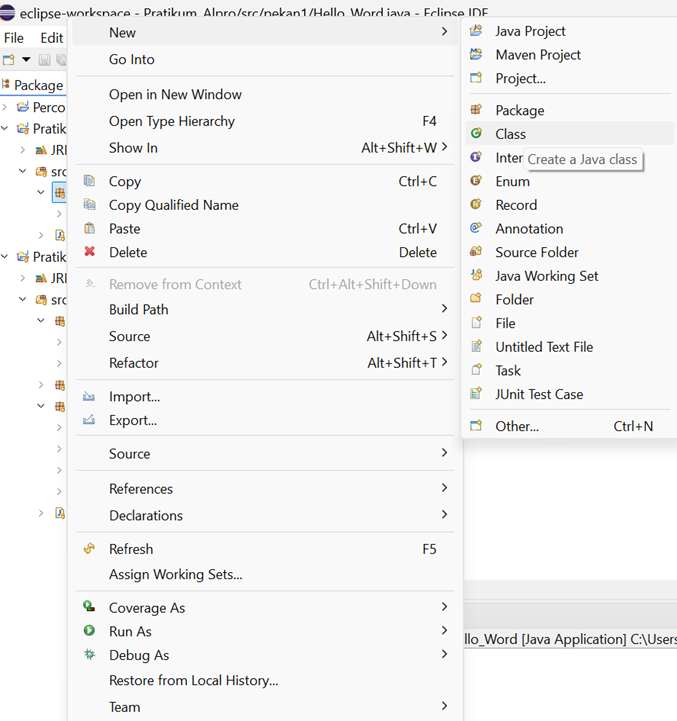 eclipse-workspace - Pratikum_Alpro/src/pekan1/Hello_Word.java - Eclipse IDE
File Edit
Package
Perco
Pratik
JRE
src
Pratik
JRE
src
New
Go Into
Open in New Window
Open Type Hierarchy F4
Show In Alt+Shift+W
Copy Ctrl+C
Copy Qualified Name
Paste Ctrl+V
Delete Delete
Remove from Context Ctrl+Alt+Shift+Down
Build Path
Source Alt+Shift+S
Refactor Alt+Shift+T
Import...
Export...
Source
References
Declarations
Refresh F5
Assign Working Sets...
Coverage As
Run As
Debug As
Restore from Local History...
Team
Java Project
Maven Project
Project...
Package
Class
Inter
Create a Java class
Enum
Record
Annotation
Source Folder
Java Working Set
Folder
File
Untitled Text File
Task
JUnit Test Case
Other... Ctrl+N
llo_Word [Java Application] C:\Users